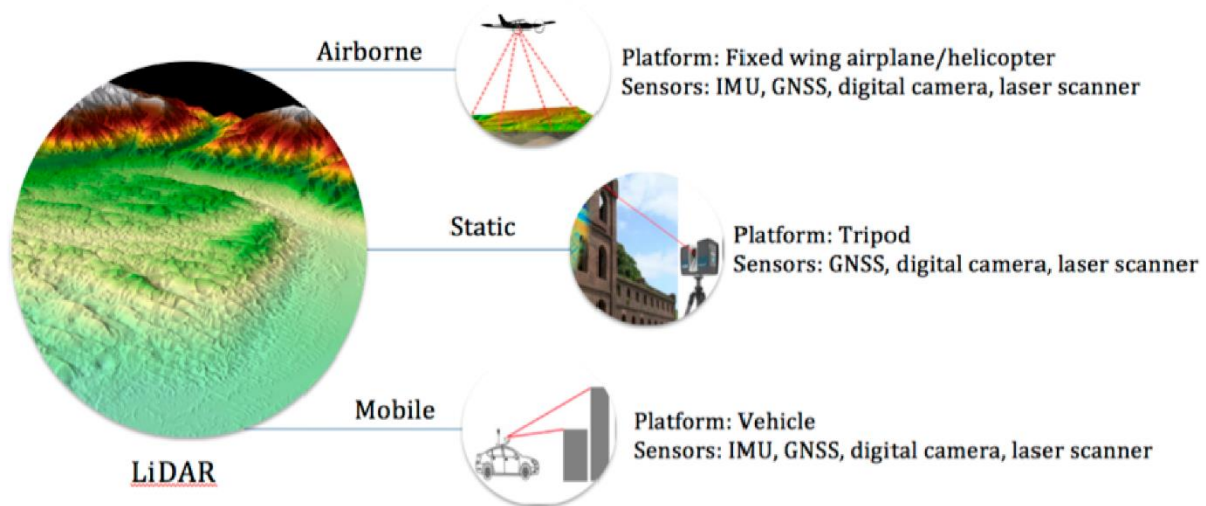 Airborne
Platform: Fixed wing airplane/helicopter
Sensors: IMU, GNSS, digital camera, laser scanner
Static
Platform: Tripod
Sensors: GNSS, digital camera, laser scanner
Mobile
Platform: Vehicle
Sensors: IMU, GNSS, digital camera, laser scanner
LiDAR